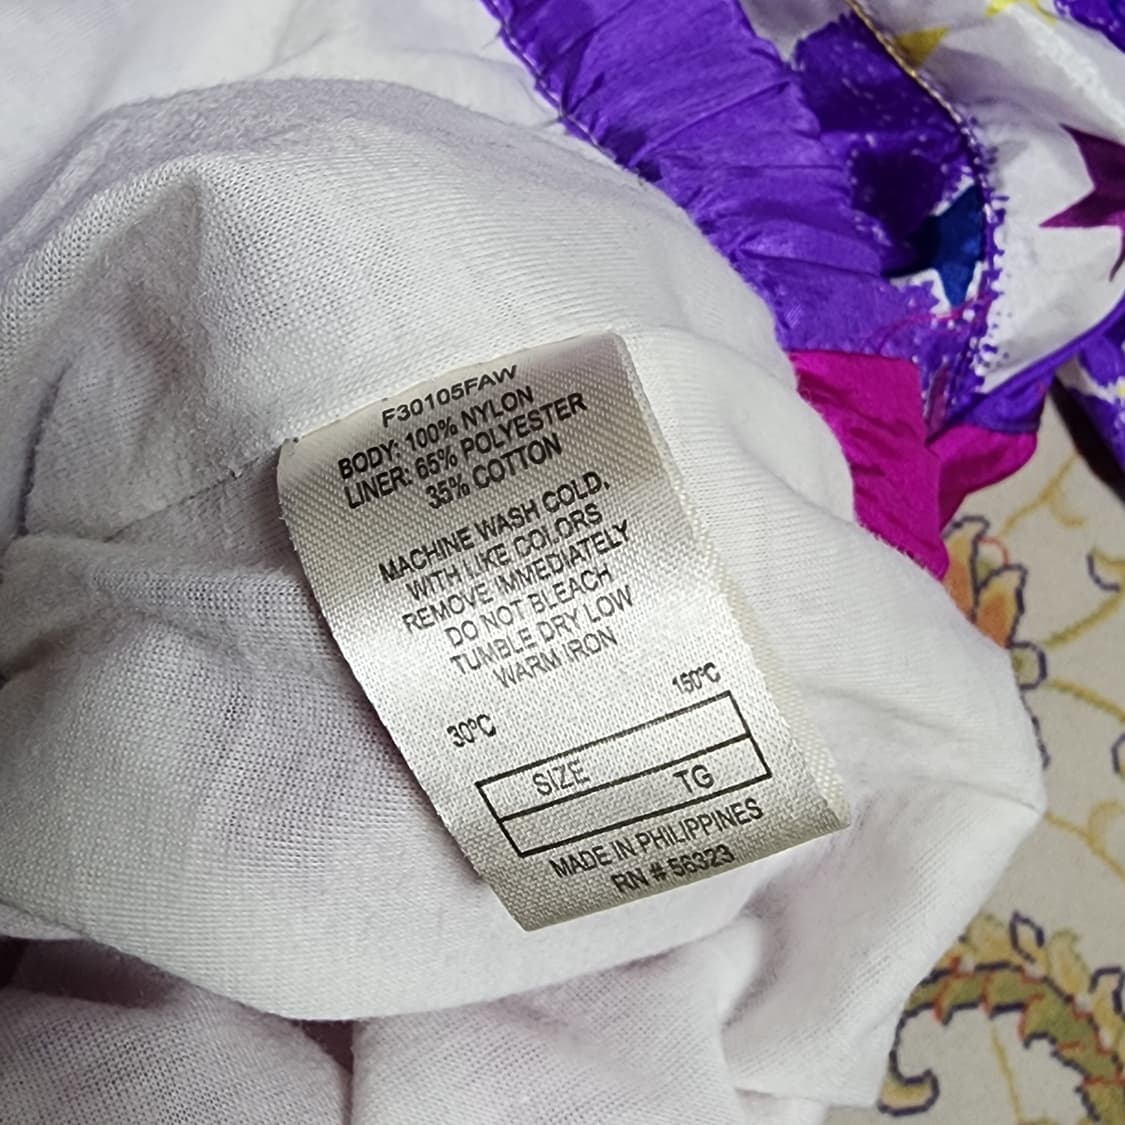 F30105FAW
BODY: 100% NYLON
LINER: 65% POLYESTER
35% COTTON
MACHINE WASH COLD,
WITH LIKE COLORS
REMOVE IMMEDIATELY
DO NOT BLEACH
TUMBLE DRY LOW
WARM IRON
30°C 150°C
SIZE TG
MADE IN PHILIPPINES
RN # 56323